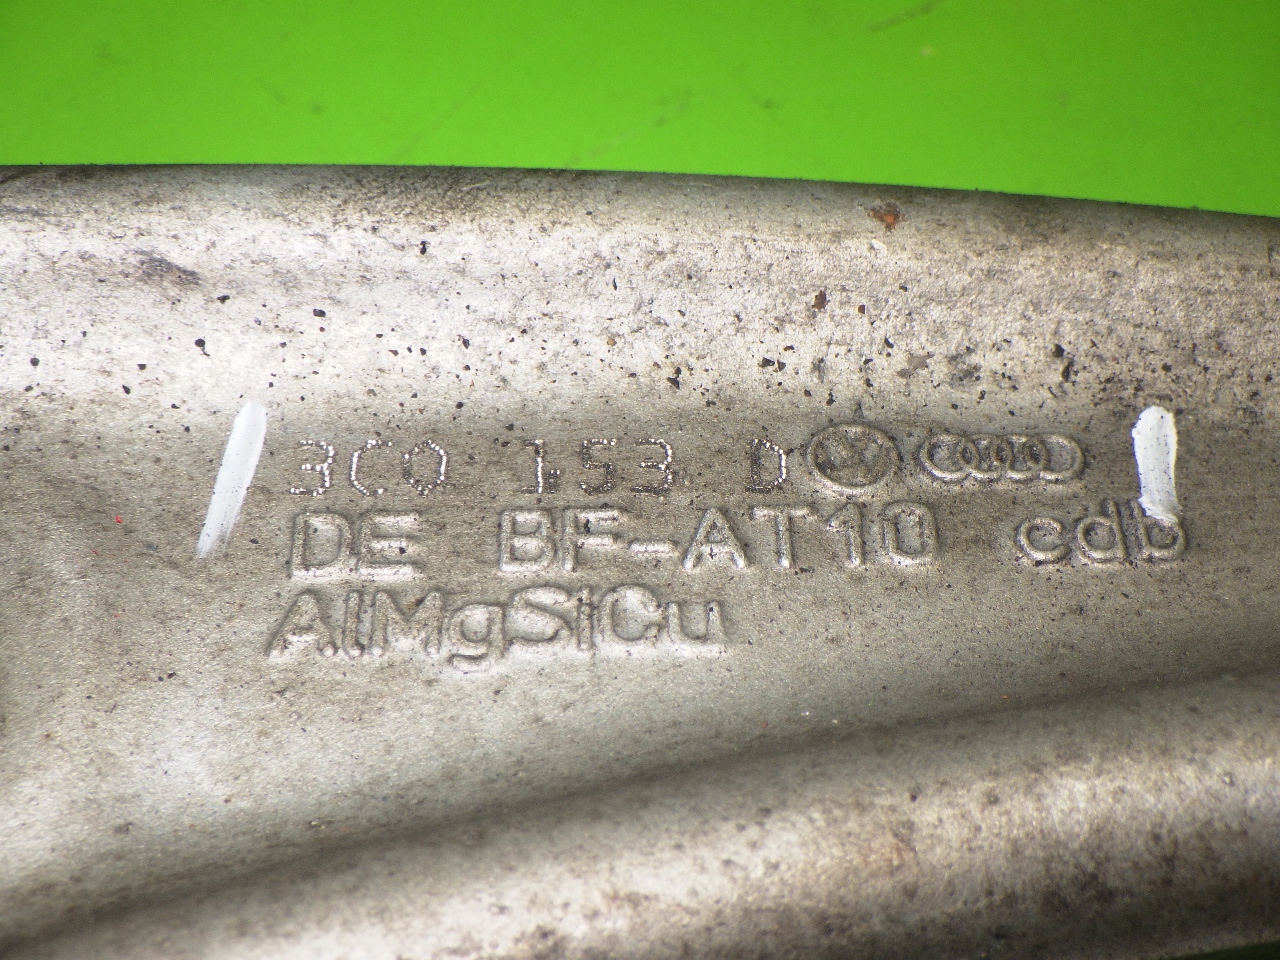 3C0 153 D
DE BF-AT10 cdb
AlMgSiCu